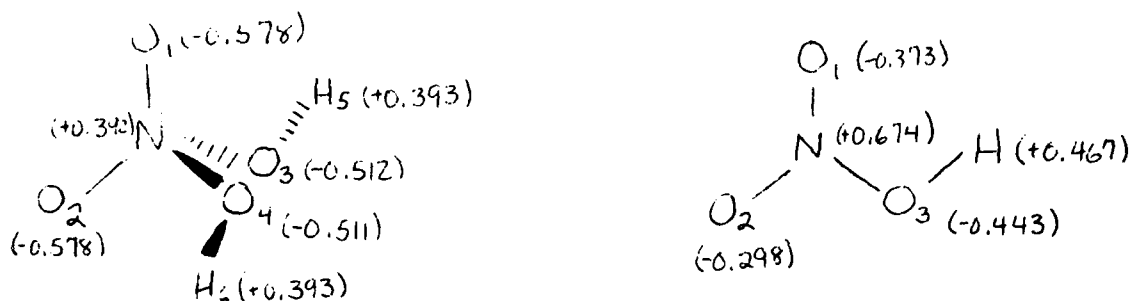 O₁ (-0.578)
H₅ (+0.393)
(+0.392) N
O₃ (-0.512)
O₂ (-0.578)
O₄ (-0.511)
H₆ (+0.393)
O₁ (-0.373)
N (+0.674)
H (+0.467)
O₂ (-0.298)
O₃ (-0.443)